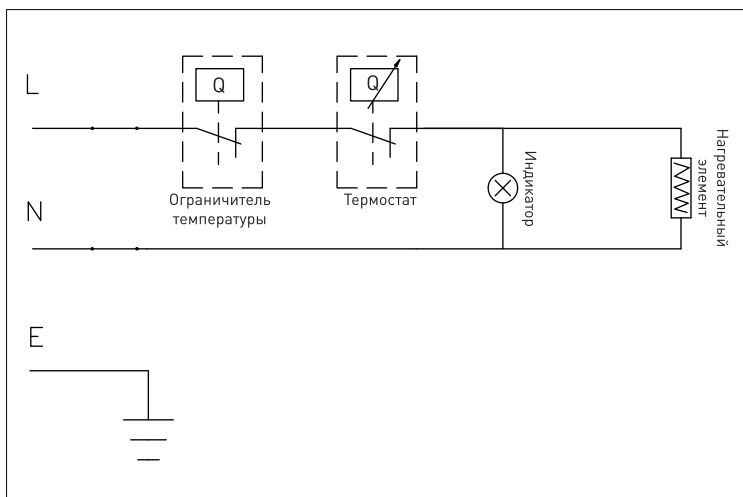 L
Q
Q
Ограничитель
температуры
Термостат
Индикатор
Нагревательный
элемент
N
E